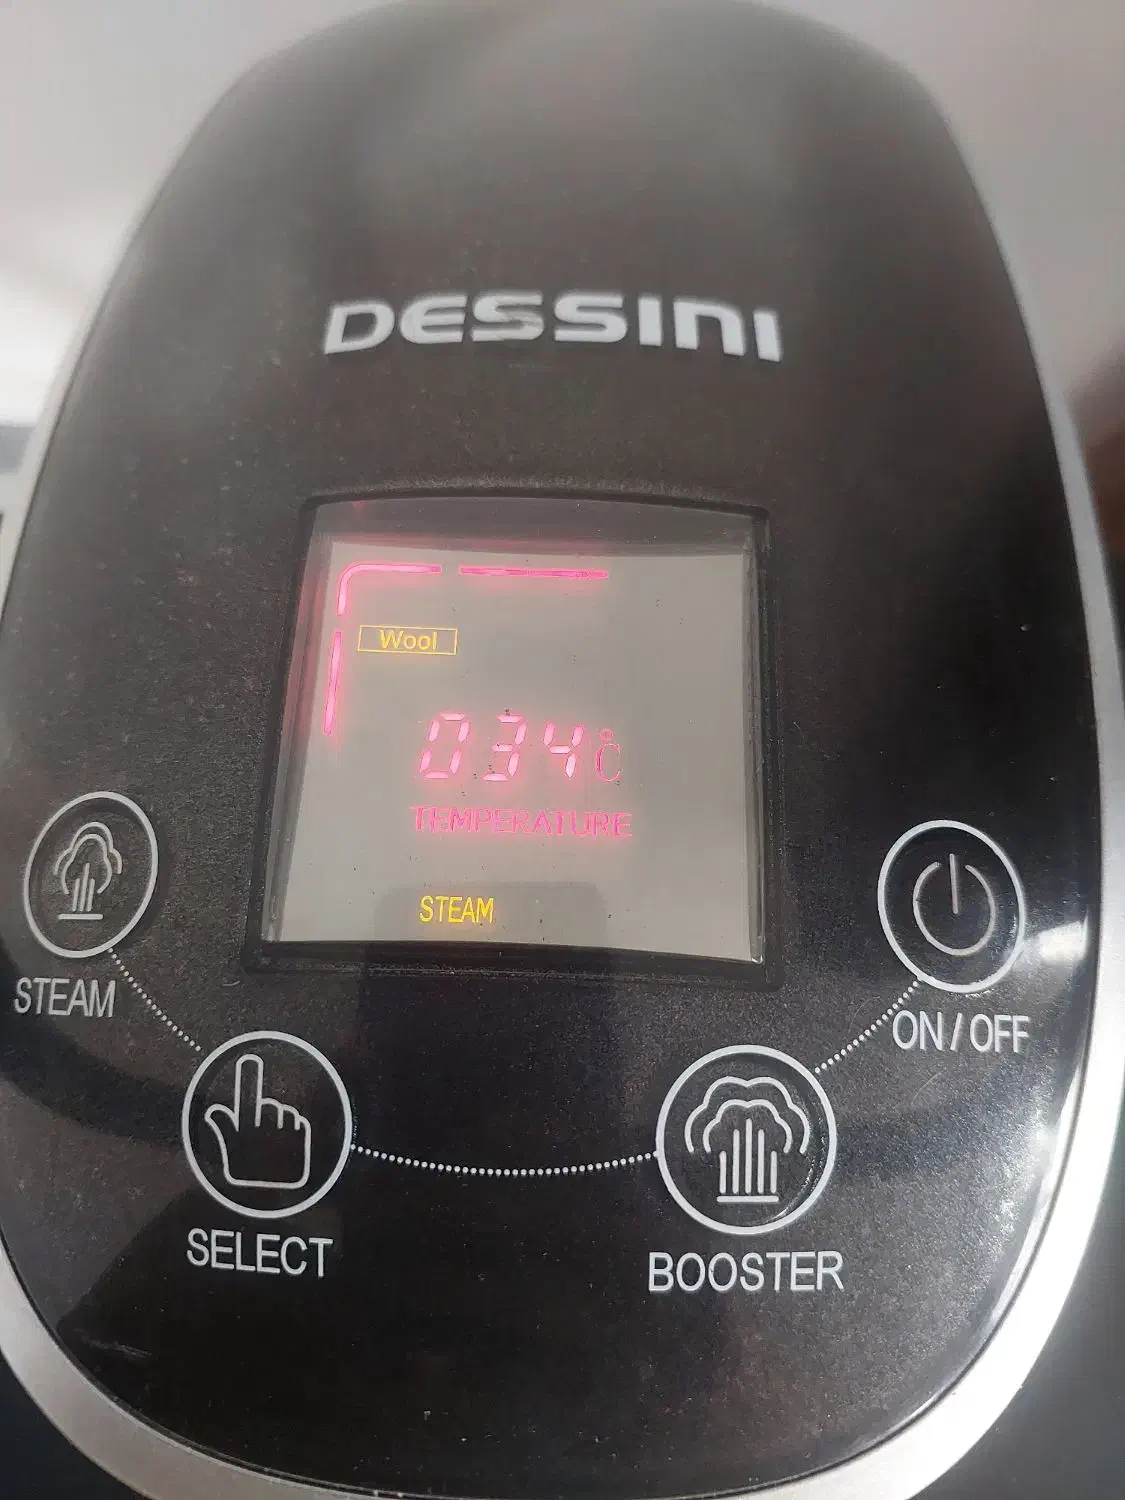 DESSINI
Wool
034°C
TEMPERATURE
STEAM
STEAM
ON / OFF
SELECT
BOOSTER